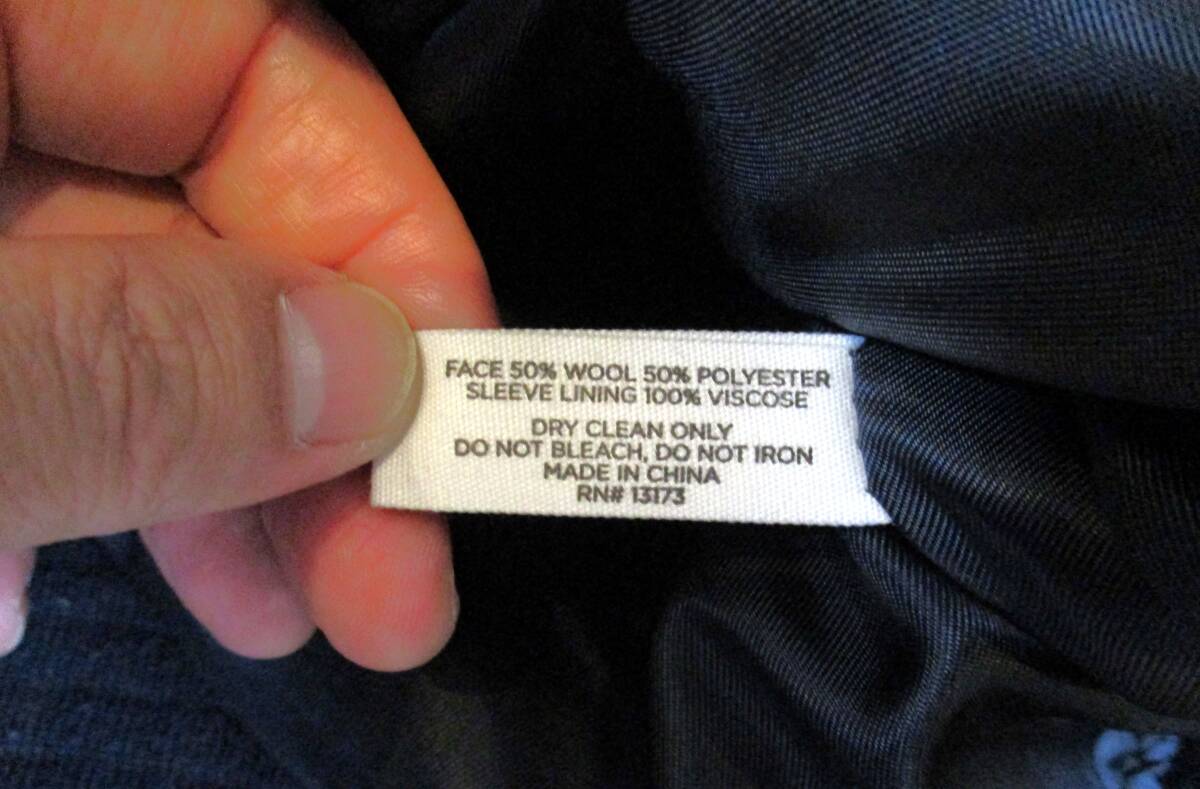 FACE 50% WOOL 50% POLYESTER
SLEEVE LINING 100% VISCOSE
DRY CLEAN ONLY
DO NOT BLEACH, DO NOT IRON
MADE IN CHINA
RN# 13173